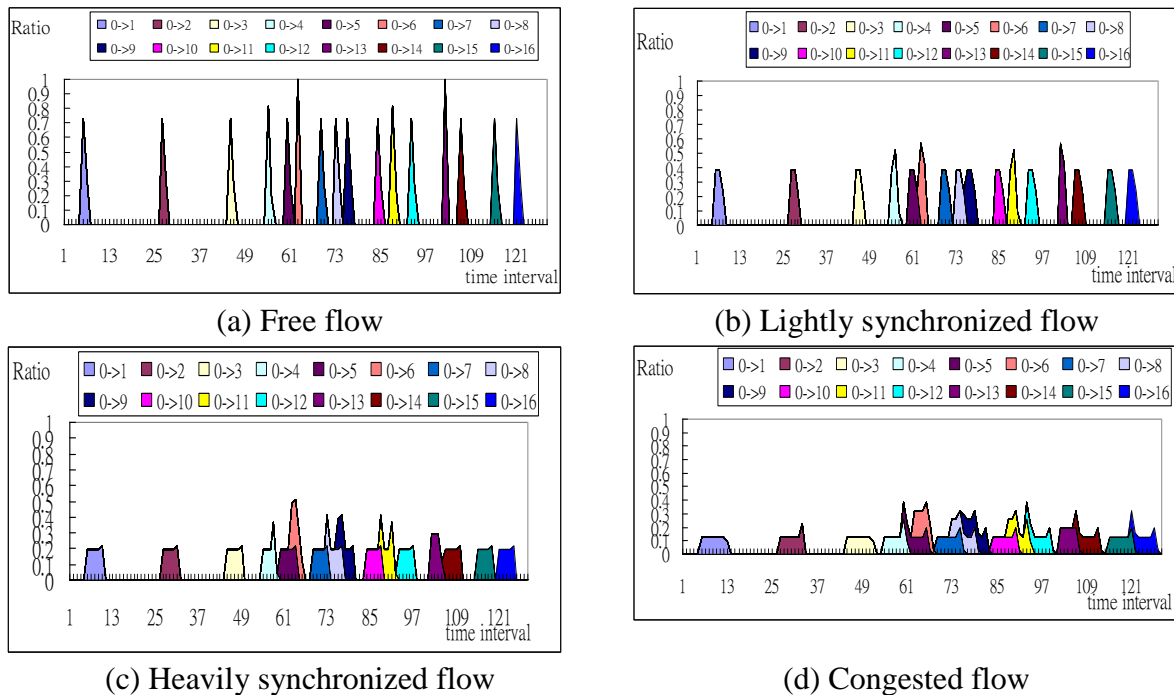 Ratio
0->1 0->2 0->3 0->4 0->5 0->6 0->7 0->8
0->9 0->10 0->11 0->12 0->13 0->14 0->15 0->16
1
0.9
0.8
0.7
0.6
0.5
0.4
0.3
0.2
0.1
0
1 13 25 37 49 61 73 85 97 109 121
time interval
(a) Free flow
Ratio
0->1 0->2 0->3 0->4 0->5 0->6 0->7 0->8
0->9 0->10 0->11 0->12 0->13 0->14 0->15 0->16
1
0.9
0.8
0.7
0.6
0.5
0.4
0.3
0.2
0.1
0
1 13 25 37 49 61 73 85 97 109 121
time interval
(b) Lightly synchronized flow
Ratio
0->1 0->2 0->3 0->4 0->5 0->6 0->7 0->8
0->9 0->10 0->11 0->12 0->13 0->14 0->15 0->16
1
0.9
0.8
0.7
0.6
0.5
0.4
0.3
0.2
0.1
0
1 13 25 37 49 61 73 85 97 109 121
time interval
(c) Heavily synchronized flow
Ratio
0->1 0->2 0->3 0->4 0->5 0->6 0->7 0->8
0->9 0->10 0->11 0->12 0->13 0->14 0->15 0->16
1
0.9
0.8
0.7
0.6
0.5
0.4
0.3
0.2
0.1
0
1 13 25 37 49 61 73 85 97 109 121
time interval
(d) Congested flow